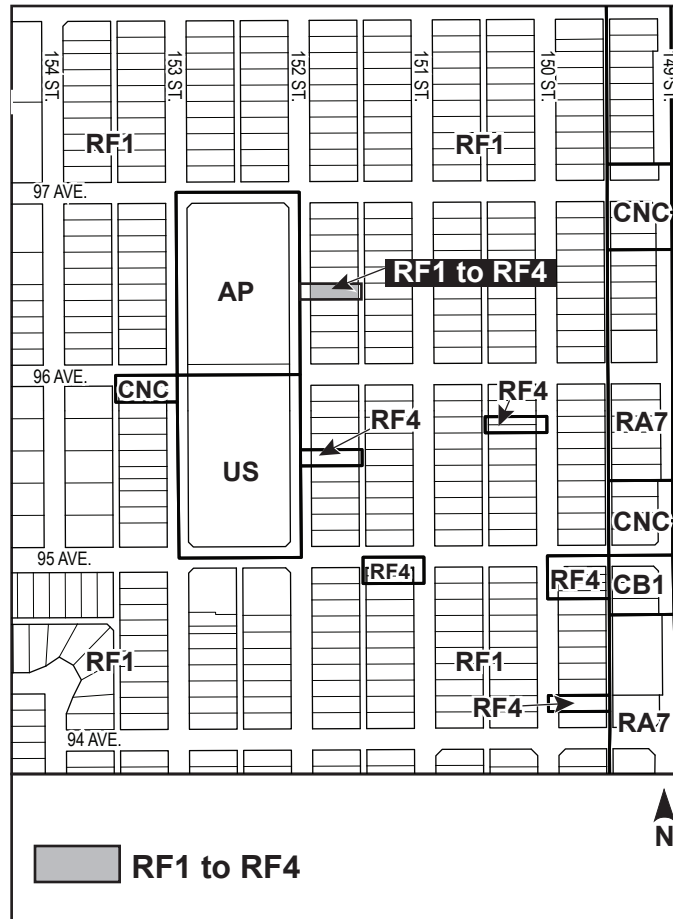 154 ST.
153 ST.
152 ST.
151 ST.
150 ST.
149 ST.
RF1
RF1
97 AVE.
CNC
AP
RF1 to RF4
96 AVE.
CNC
RF4
RF4
RA7
US
CNC
95 AVE.
RF4
RF4
CB1
RF1
RF1
RF4
RA7
94 AVE.
N
RF1 to RF4